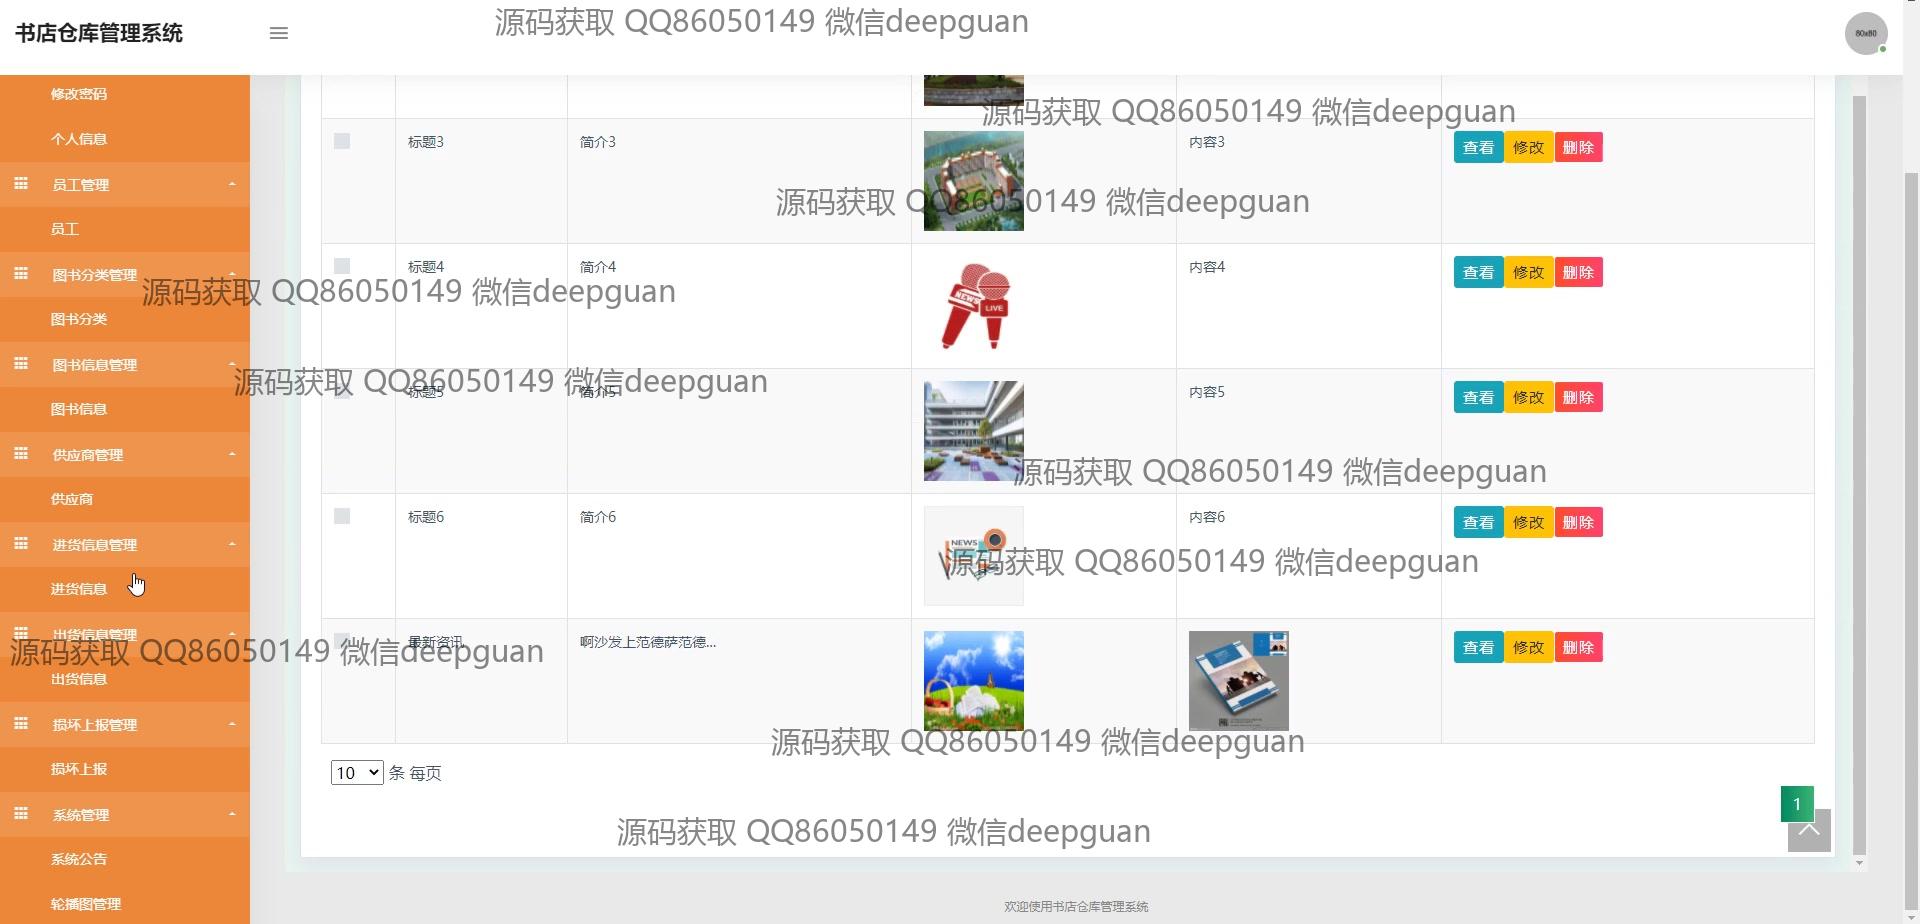 书店仓库管理系统
源码获取 QQ86050149 微信deepguan
80x80
修改密码
源码获取 QQ86050149 微信deepguan
个人信息
标题3 简介3 内容3 查看 修改 删除
员工管理
源码获取 QQ86050149 微信deepguan
员工
图书分类管理
标题4 简介4 内容4 查看 修改 删除
NEWS
LIVE
源码获取 QQ86050149 微信deepguan
图书分类
图书信息管理
源码获取 QQ86050149 微信deepguan
标题5 简介5 内容5 查看 修改 删除
图书信息
供应商管理
源码获取 QQ86050149 微信deepguan
供应商
标题6 简介6 内容6 查看 修改 删除
NEWS
进货信息管理
源码获取 QQ86050149 微信deepguan
进货信息
出货信息管理
最新资讯 啊沙发上范德萨范德... 查看 修改 删除
源码获取 QQ86050149 微信deepguan
出货信息
损坏上报管理
源码获取 QQ86050149 微信deepguan
损坏上报
10 条 每页
1
系统管理
源码获取 QQ86050149 微信deepguan
系统公告
轮播图管理
欢迎使用书店仓库管理系统